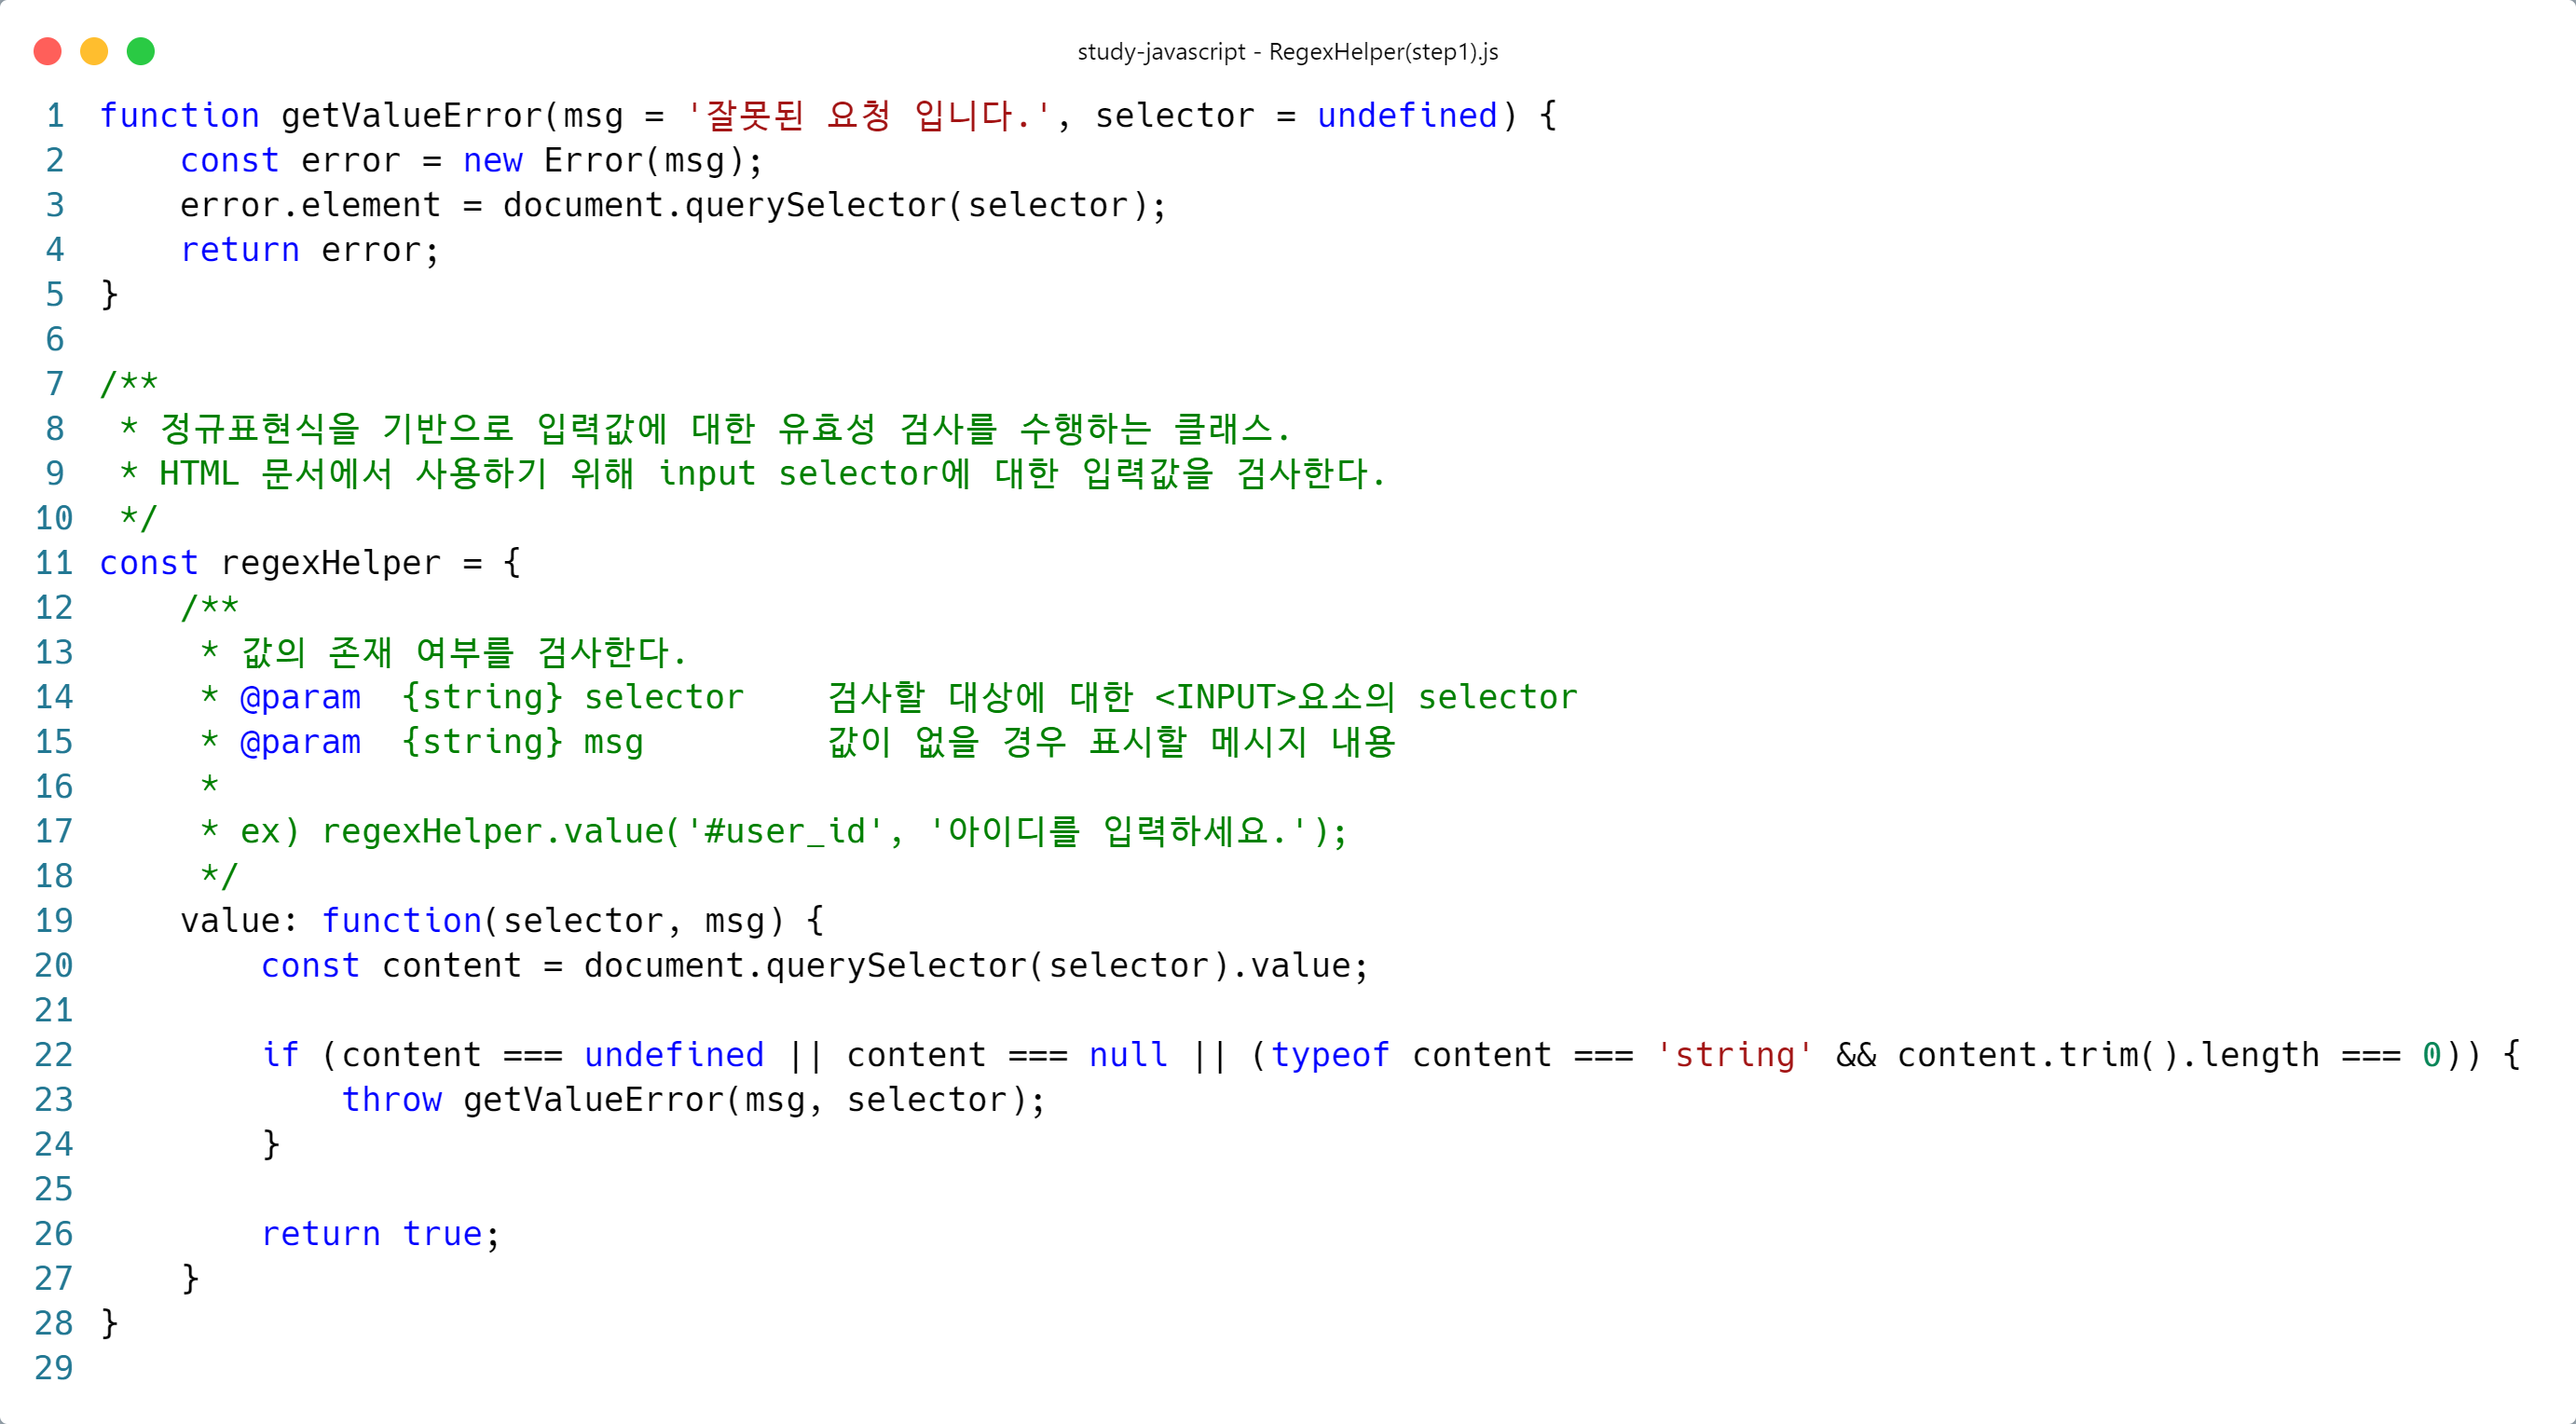 study-javascript - RegexHelper(step1).js
1 function getValueError(msg = '잘못된 요청 입니다.', selector = undefined) {
2     const error = new Error(msg);
3     error.element = document.querySelector(selector);
4     return error;
5 }
6
7 /**
8  * 정규표현식을 기반으로 입력값에 대한 유효성 검사를 수행하는 클래스.
9  * HTML 문서에서 사용하기 위해 input selector에 대한 입력값을 검사한다.
10  */
11 const regexHelper = {
12     /**
13      * 값의 존재 여부를 검사한다.
14      * @param  {string} selector    검사할 대상에 대한 <INPUT>요소의 selector
15      * @param  {string} msg         값이 없을 경우 표시할 메시지 내용
16      *
17      * ex) regexHelper.value('#user_id', '아이디를 입력하세요.');
18      */
19     value: function(selector, msg) {
20         const content = document.querySelector(selector).value;
21
22         if (content === undefined || content === null || (typeof content === 'string' && content.trim().length === 0)) {
23             throw getValueError(msg, selector);
24         }
25
26         return true;
27     }
28 }
29